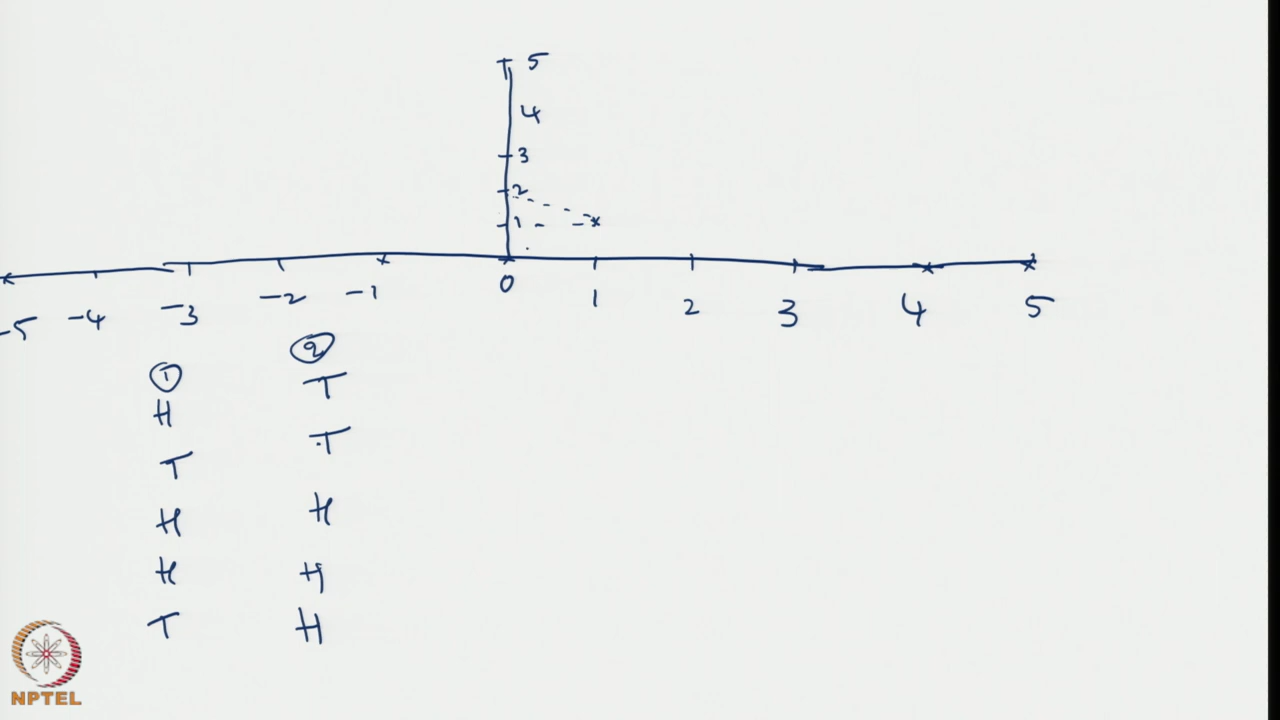 5
4
3
2
1
-5 -4 -3 -2 -1 0 1 2 3 4 5
① ②
H T
T T
H H
H H
T H
NPTEL